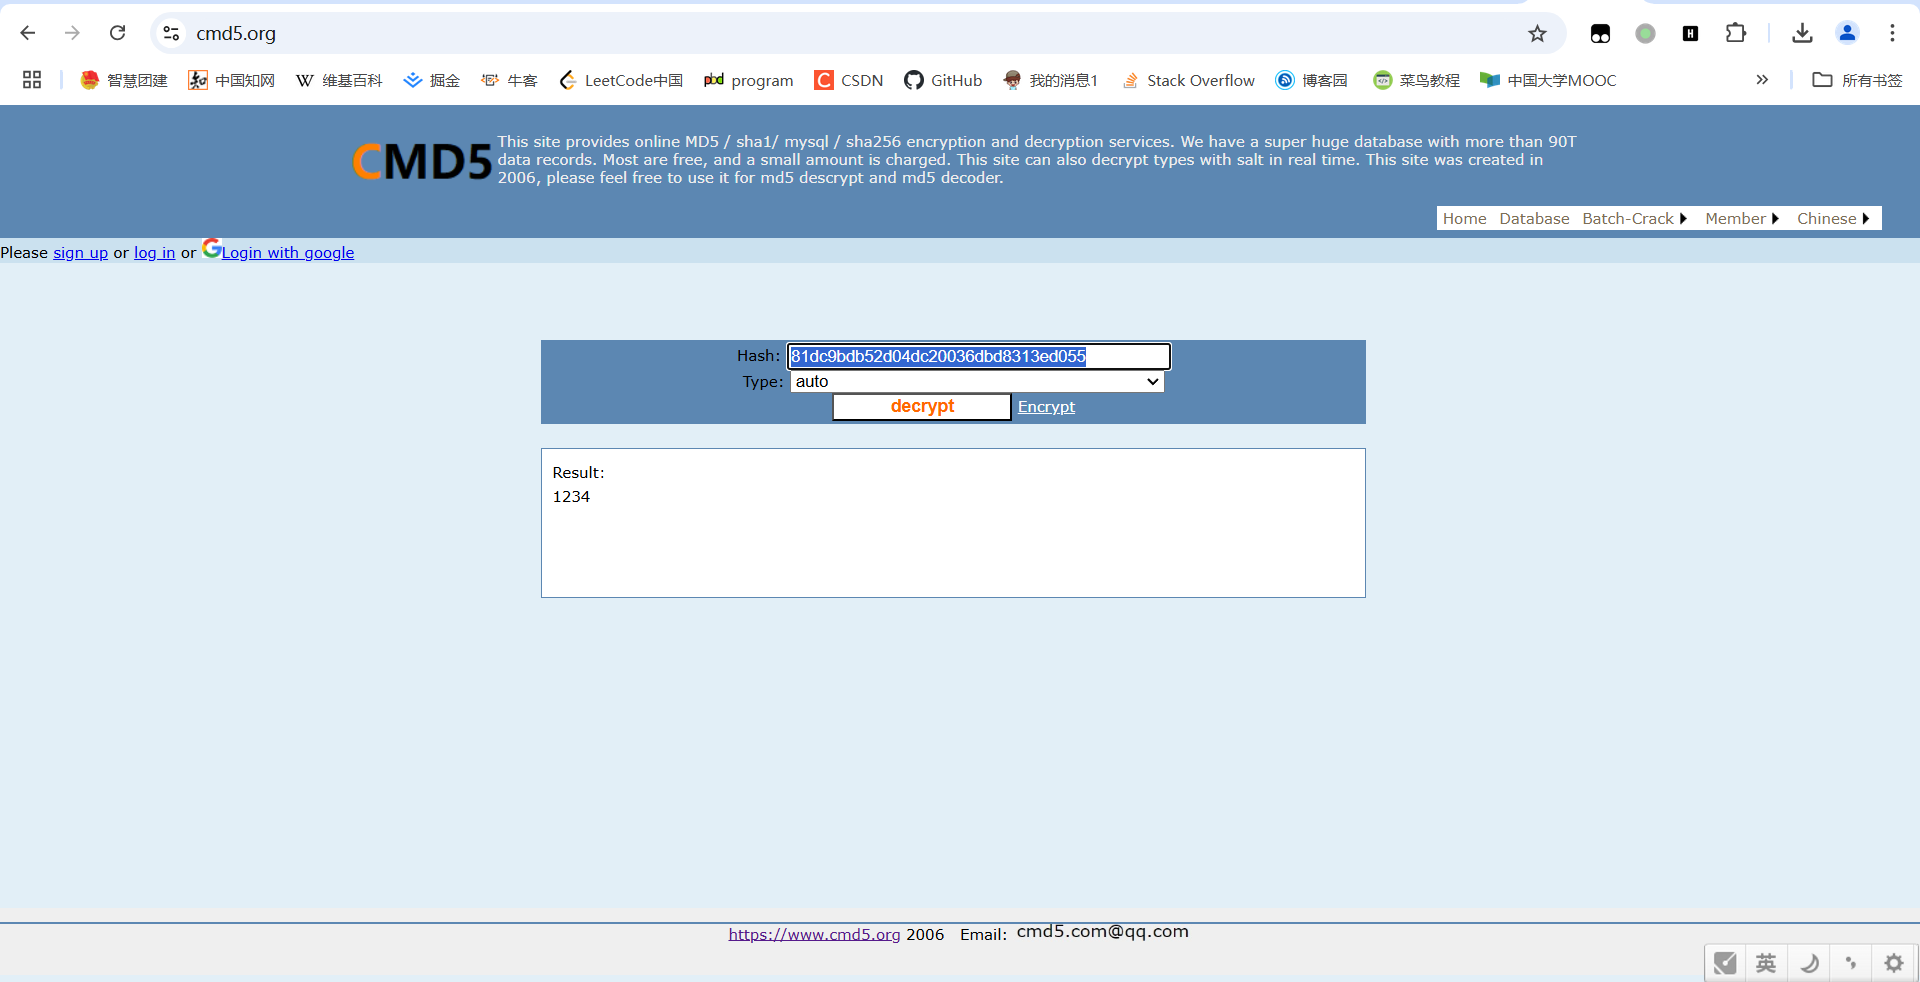 cmd5.org
智慧团建 中国知网 W 维基百科 掘金 牛客 LeetCode中国 pbd program C CSDN GitHub 我的消息1 Stack Overflow 博客园 菜鸟教程 中国大学MOOC » 所有书签
CMD5
This site provides online MD5 / sha1/ mysql / sha256 encryption and decryption services. We have a super huge database with more than 90T
data records. Most are free, and a small amount is charged. This site can also decrypt types with salt in real time. This site was created in
2006, please feel free to use it for md5 descrypt and md5 decoder.
Home Database Batch-Crack Member Chinese
Please sign up or log in or Login with google
Hash: 81dc9bdb52d04dc20036dbd8313ed055
Type: auto
decrypt Encrypt
Result:
1234
https://www.cmd5.org 2006 Email: cmd5.com@qq.com
英